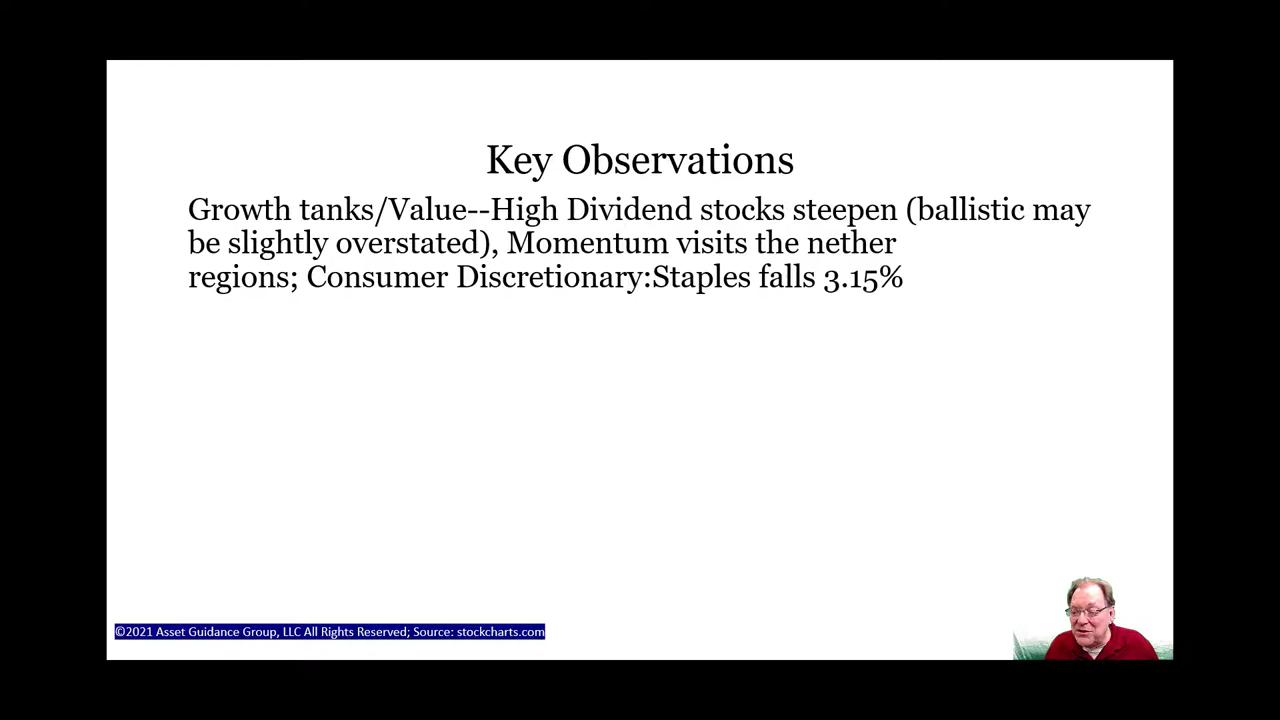 Key Observations
Growth tanks/Value--High Dividend stocks steepen (ballistic may
be slightly overstated), Momentum visits the nether
regions; Consumer Discretionary:Staples falls 3.15%
©2021 Asset Guidance Group, LLC All Rights Reserved; Source: stockcharts.com